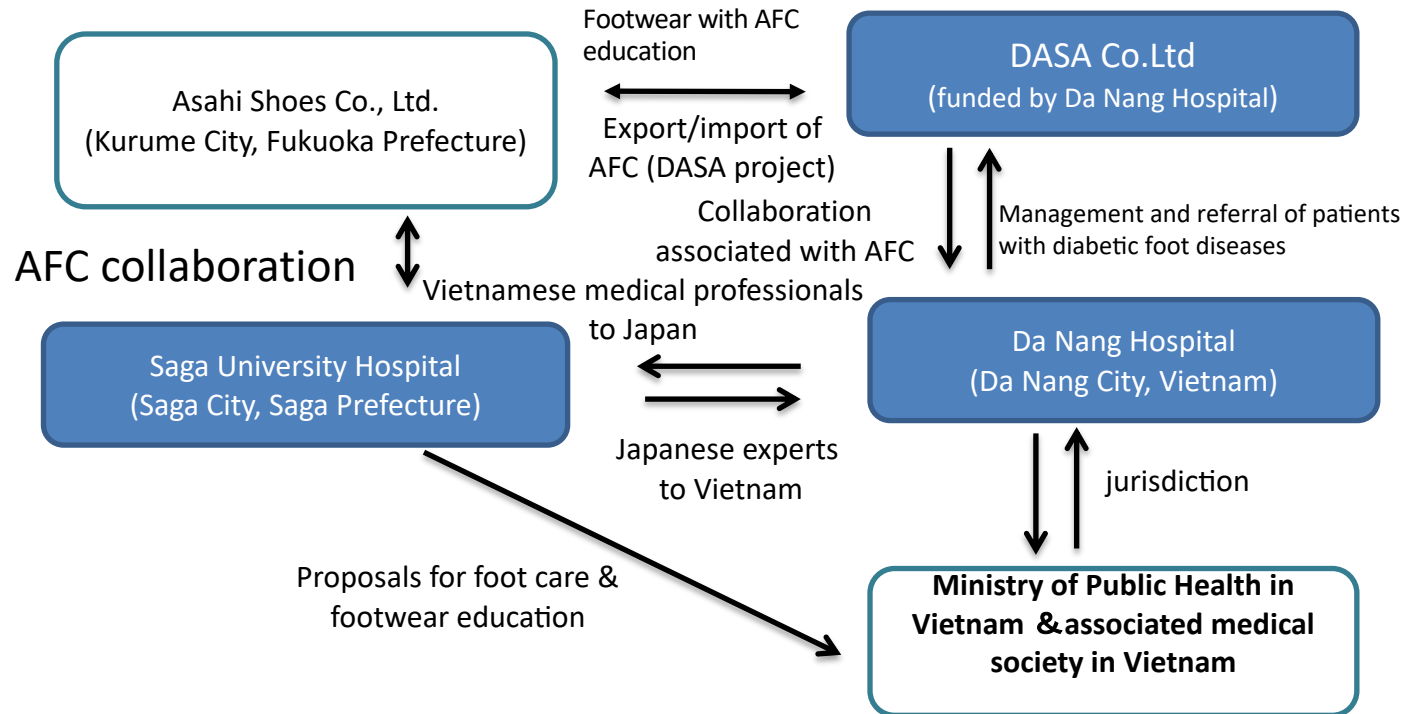 Footwear with AFC
education
DASA Co.Ltd
(funded by Da Nang Hospital)
Asahi Shoes Co., Ltd.
(Kurume City, Fukuoka Prefecture)
Export/import of
AFC (DASA project)
Collaboration
associated with AFC
Management and referral of patients
with diabetic foot diseases
AFC collaboration
Vietnamese medical professionals
to Japan
Saga University Hospital
(Saga City, Saga Prefecture)
Da Nang Hospital
(Da Nang City, Vietnam)
Japanese experts
to Vietnam
jurisdiction
Proposals for foot care &
footwear education
Ministry of Public Health in
Vietnam &associated medical
society in Vietnam